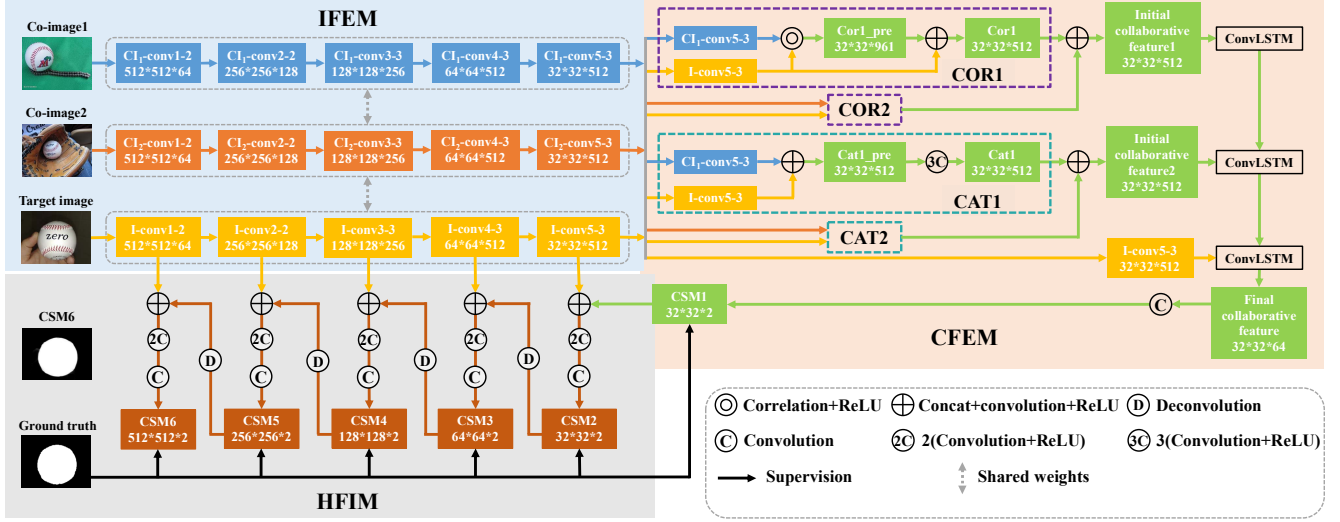 IFEM
Co-image1
CI₁-conv1-2
512*512*64
CI₁-conv2-2
256*256*128
CI₁-conv3-3
128*128*256
CI₁-conv4-3
64*64*512
CI₁-conv5-3
32*32*512
Co-image2
CI₂-conv1-2
512*512*64
CI₂-conv2-2
256*256*128
CI₂-conv3-3
128*128*256
CI₂-conv4-3
64*64*512
CI₂-conv5-3
32*32*512
Target image
zero
I-conv1-2
512*512*64
I-conv2-2
256*256*128
I-conv3-3
128*128*256
I-conv4-3
64*64*512
I-conv5-3
32*32*512
CI₁-conv5-3
I-conv5-3
Cor1_pre
32*32*961
Cor1
32*32*512
COR1
COR2
Initial
collaborative
feature1
32*32*512
ConvLSTM
CI₁-conv5-3
I-conv5-3
Cat1_pre
32*32*512
3C
Cat1
32*32*512
CAT1
CAT2
Initial
collaborative
feature2
32*32*512
ConvLSTM
I-conv5-3
32*32*512
ConvLSTM
Final
collaborative
feature
32*32*64
C
CSM1
32*32*2
CFEM
CSM6
2C
2C
2C
2C
2C
D
D
D
D
C
C
C
C
C
CSM6
512*512*2
CSM5
256*256*2
CSM4
128*128*2
CSM3
64*64*2
CSM2
32*32*2
Ground truth
HFIM
Correlation+ReLU
Concat+convolution+ReLU
D Deconvolution
C Convolution
2C 2(Convolution+ReLU)
3C 3(Convolution+ReLU)
Supervision
Shared weights